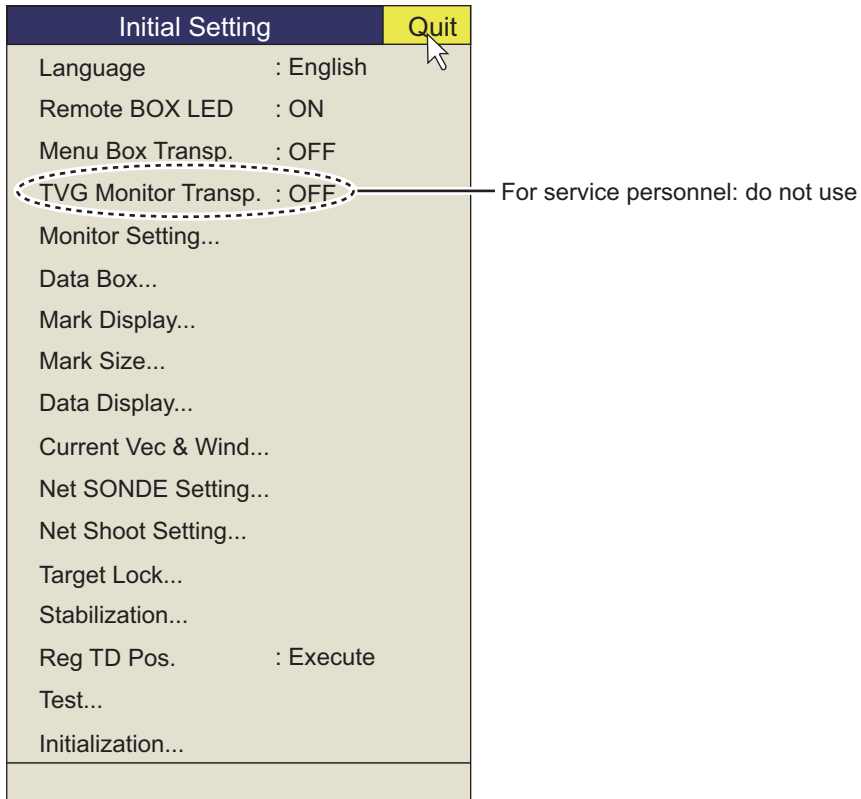 Initial Setting Quit
Language : English
Remote BOX LED : ON
Menu Box Transp. : OFF
TVG Monitor Transp. : OFF For service personnel: do not use
Monitor Setting...
Data Box...
Mark Display...
Mark Size...
Data Display...
Current Vec & Wind...
Net SONDE Setting...
Net Shoot Setting...
Target Lock...
Stabilization...
Reg TD Pos. : Execute
Test...
Initialization...